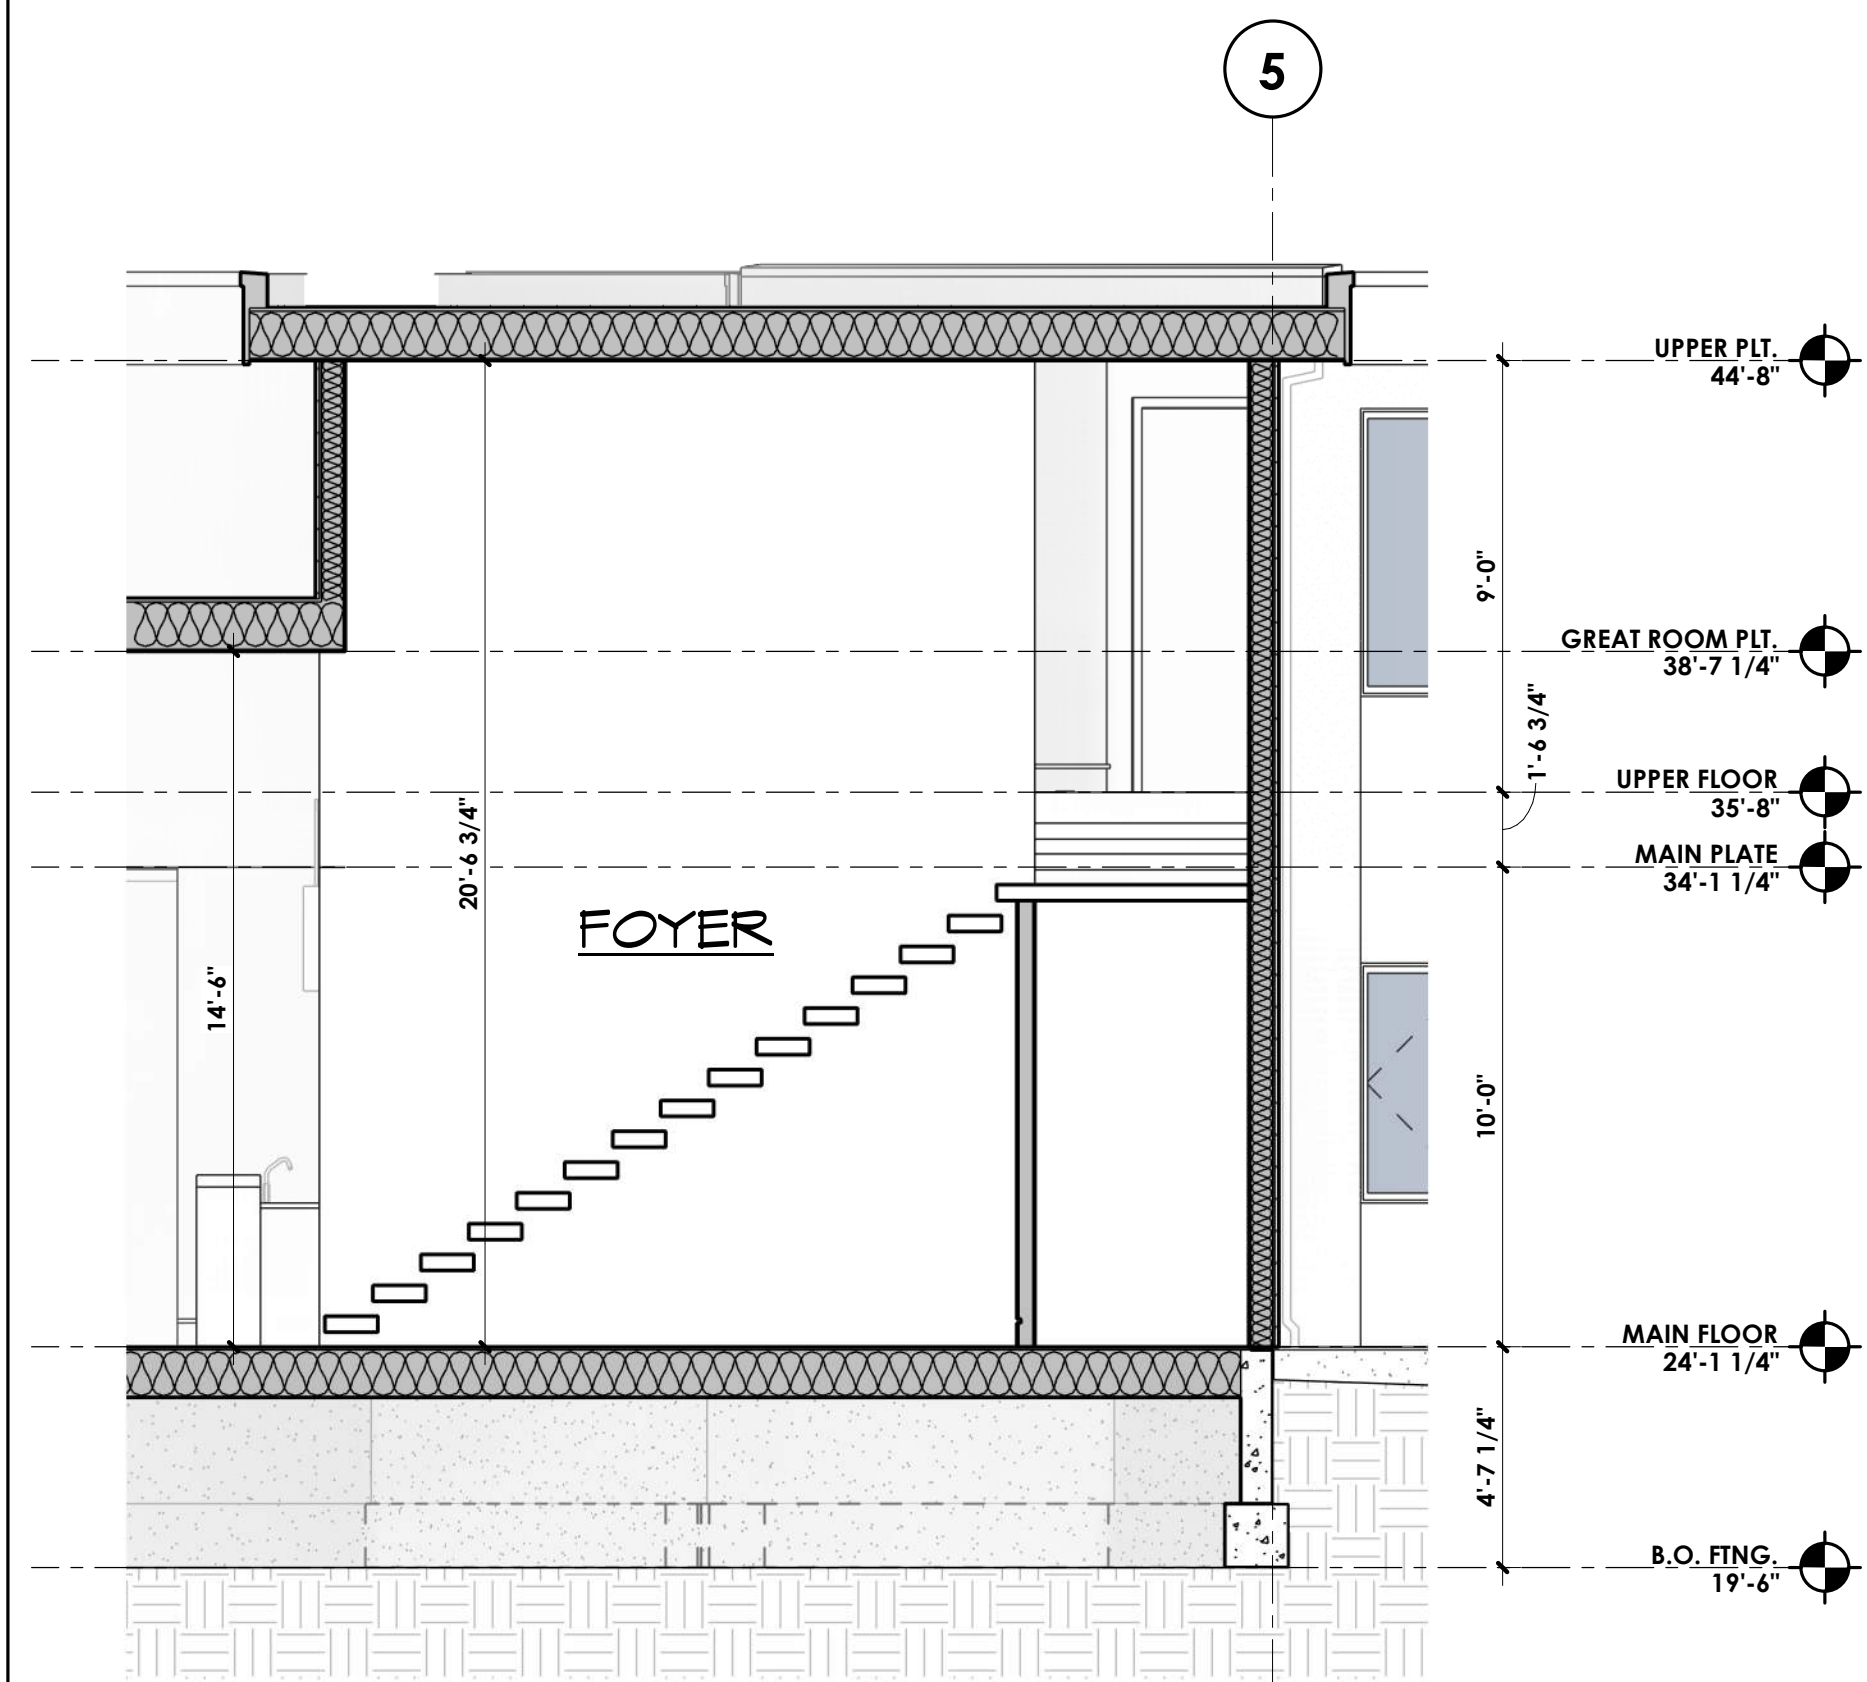 5
UPPER PLT.
44'-8"
9'-0"
GREAT ROOM PLT.
38'-7 1/4"
1'-6 3/4"
UPPER FLOOR
35'-8"
MAIN PLATE
34'-1 1/4"
20'-6 3/4"
FOYER
14'-6"
10'-0"
MAIN FLOOR
24'-1 1/4"
4'-7 1/4"
B.O. FTNG.
19'-6"